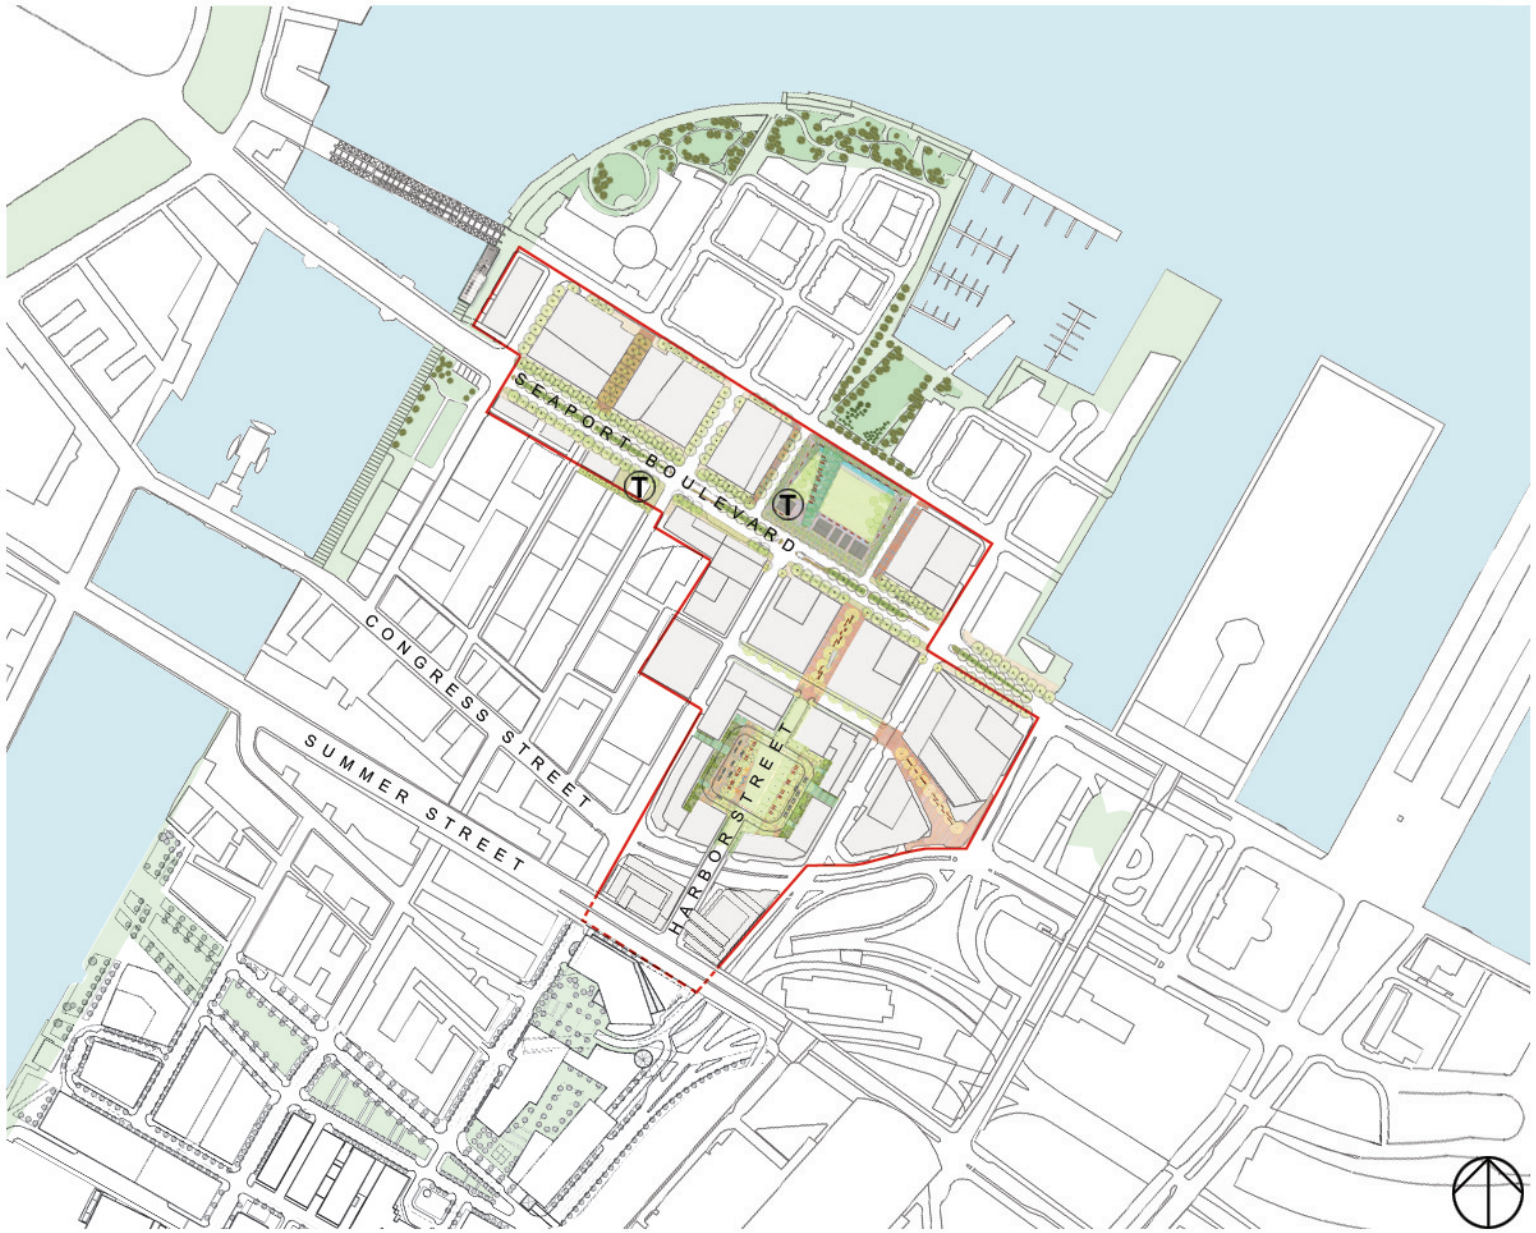 SEAPORT BOULEVARD
T
T
CONGRESS STREET
SUMMER STREET
HARBOR STREET